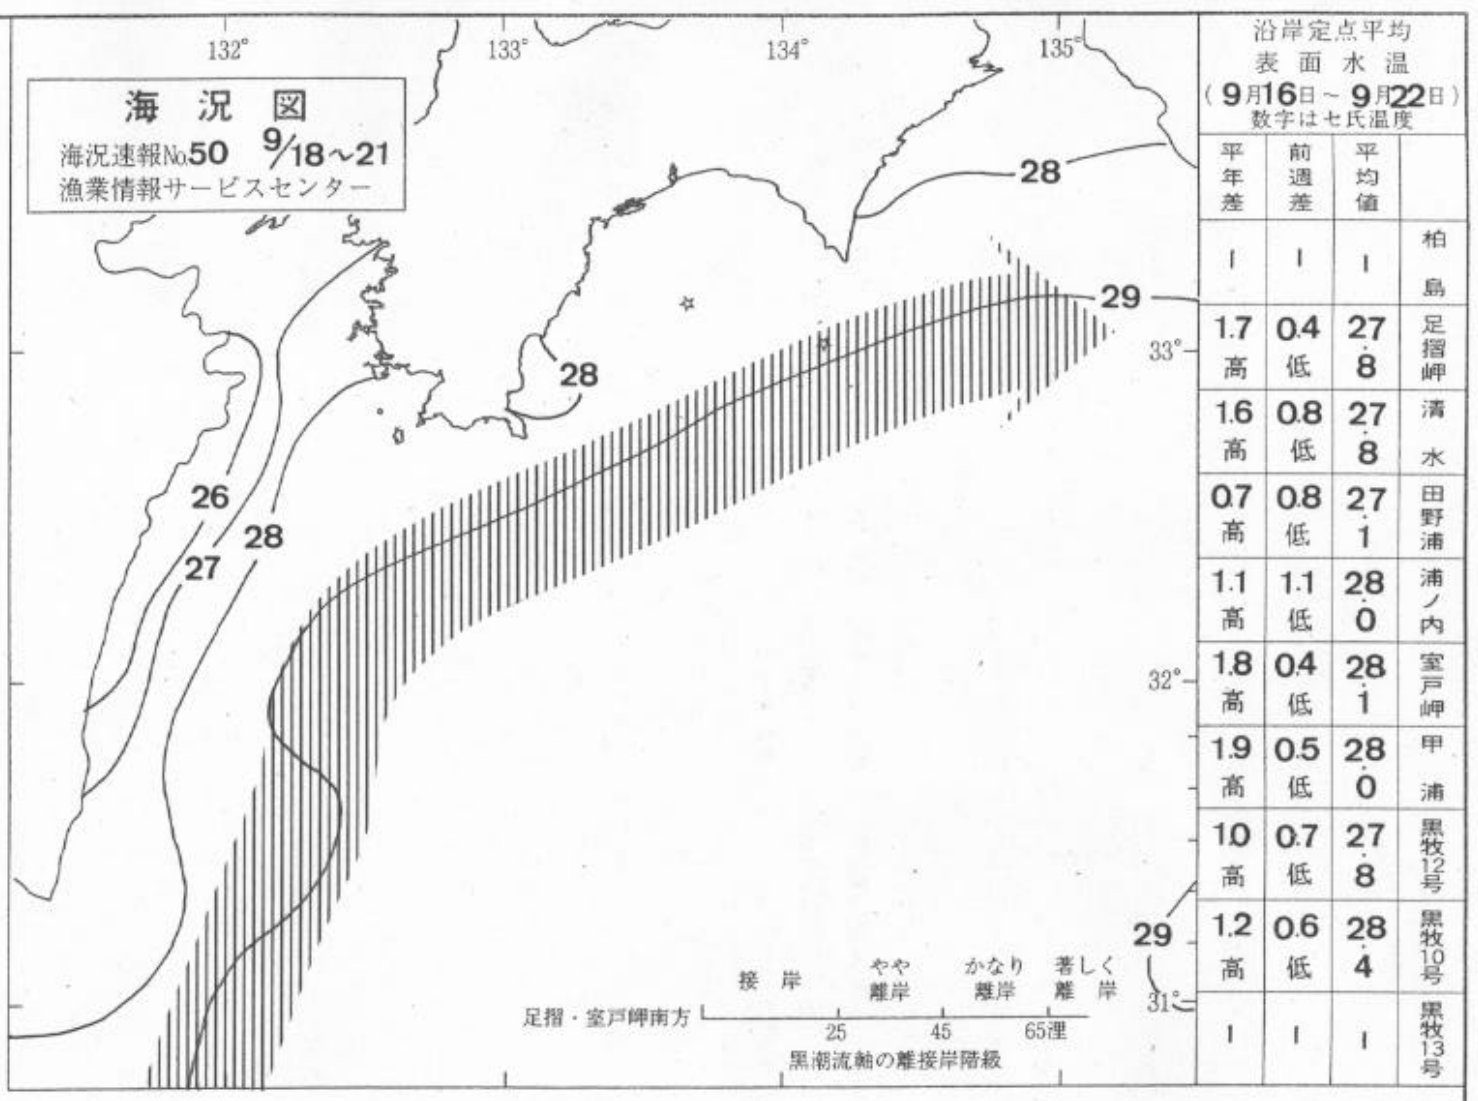 132°
133°
134°
135°
海況図
海況速報No.50 9/18～21
漁業情報サービスセンター
28
29
28
26
27
28
33°
32°
31°
29
接岸
やや
離岸
かなり
離岸
著しく
離岸
足摺・室戸岬南方
25 45 65浬
黒潮流軸の離接岸階級
沿岸定点平均
表面水温
(9月16日～9月22日)
数字は七氏温度
平年差 前週差 平均値
- - - 柏島
1.7高 0.4低 27.8 足摺岬
1.6高 0.8低 27.8 清水
0.7高 0.8低 27.1 田野浦
1.1高 1.1低 28.0 浦ノ内
1.8高 0.4低 28.1 室戸岬
1.9高 0.5低 28.0 甲浦
1.0高 0.7低 27.8 黒牧12号
1.2高 0.6低 28.4 黒牧10号
- - - 黒牧13号